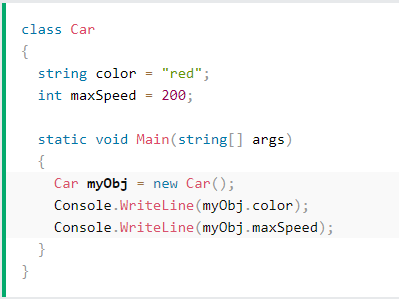 class Car
{
  string color = "red";
  int maxSpeed = 200;

  static void Main(string[] args)
  {
    Car myObj = new Car();
    Console.WriteLine(myObj.color);
    Console.WriteLine(myObj.maxSpeed);
  }
}